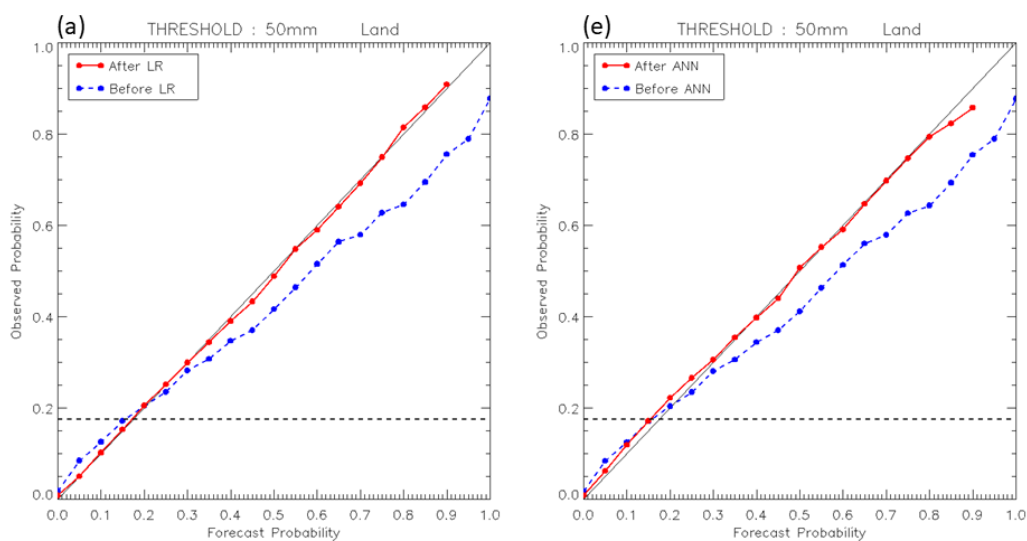 (a)
THRESHOLD : 50mm Land
After LR
Before LR
1.0
0.8
0.6
0.4
0.2
0.0
Observed Probability
0.0 0.1 0.2 0.3 0.4 0.5 0.6 0.7 0.8 0.9 1.0
Forecast Probability
(e)
THRESHOLD : 50mm Land
After ANN
Before ANN
1.0
0.8
0.6
0.4
0.2
0.0
Observed Probability
0.0 0.1 0.2 0.3 0.4 0.5 0.6 0.7 0.8 0.9 1.0
Forecast Probability